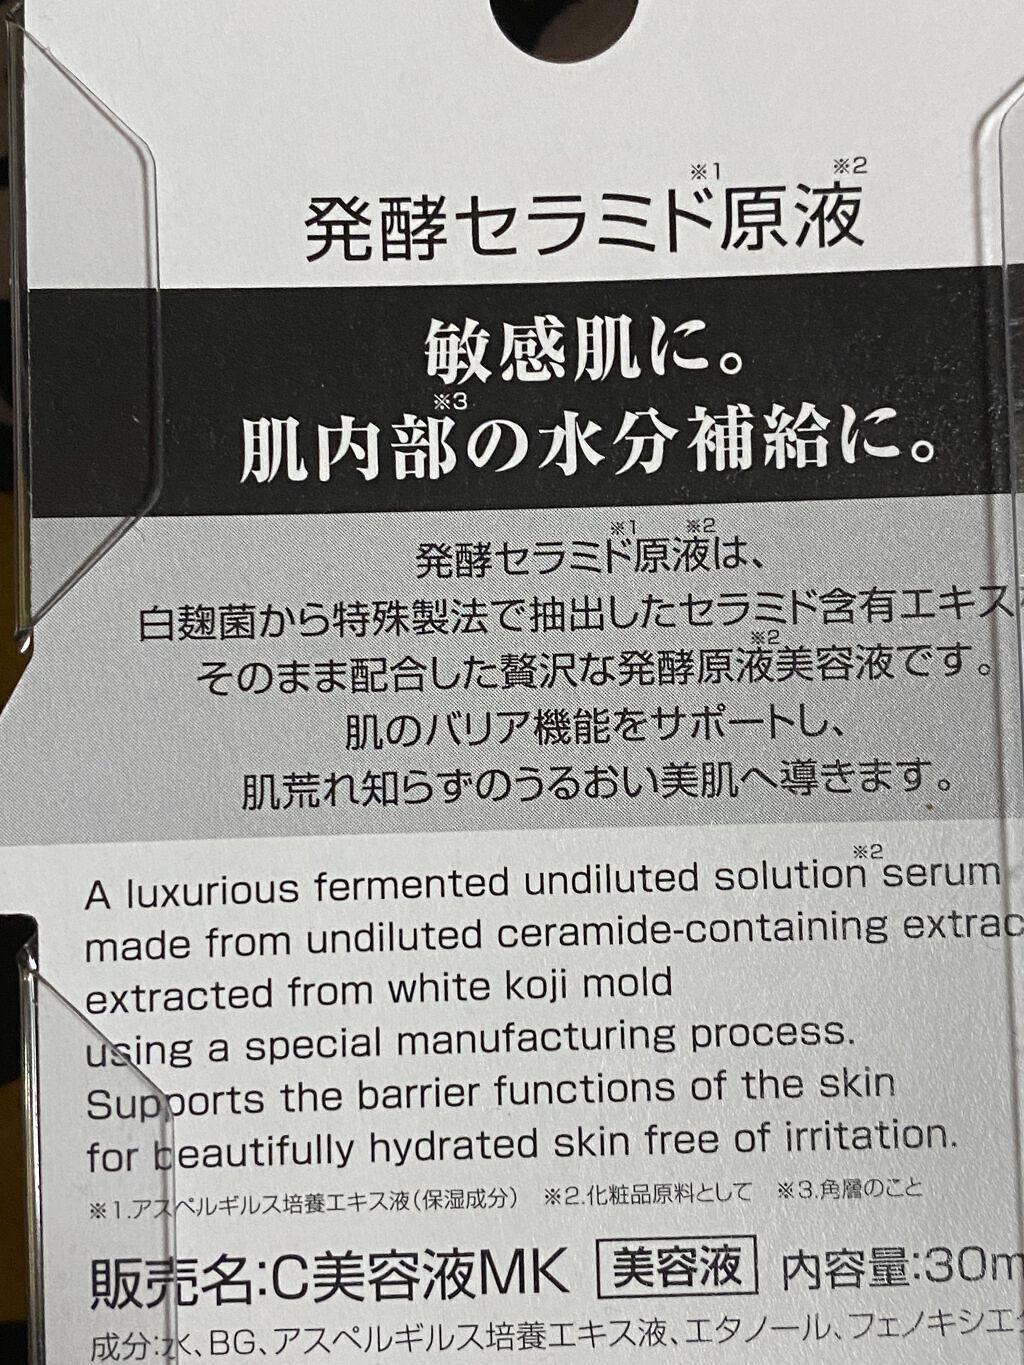 発酵セラミド※1原液※2
敏感肌に。
肌内部※3の水分補給に。
発酵セラミド※1原液※2は、
白麹菌から特殊製法で抽出したセラミド含有エキス
そのまま配合した贅沢な発酵原液※2美容液です。
肌のバリア機能をサポートし、
肌荒れ知らずのうるおい美肌へ導きます。
A luxurious fermented undiluted solution※2 serum
made from undiluted ceramide-containing extrac
extracted from white koji mold
using a special manufacturing process.
Supports the barrier functions of the skin
for beautifully hydrated skin free of irritation.
※1.アスペルギルス培養エキス液(保湿成分) ※2.化粧品原料として ※3.角層のこと
販売名:C美容液MK 美容液 内容量:30m
成分:水、BG、アスペルギルス培養エキス液、エタノール、フェノキシエ